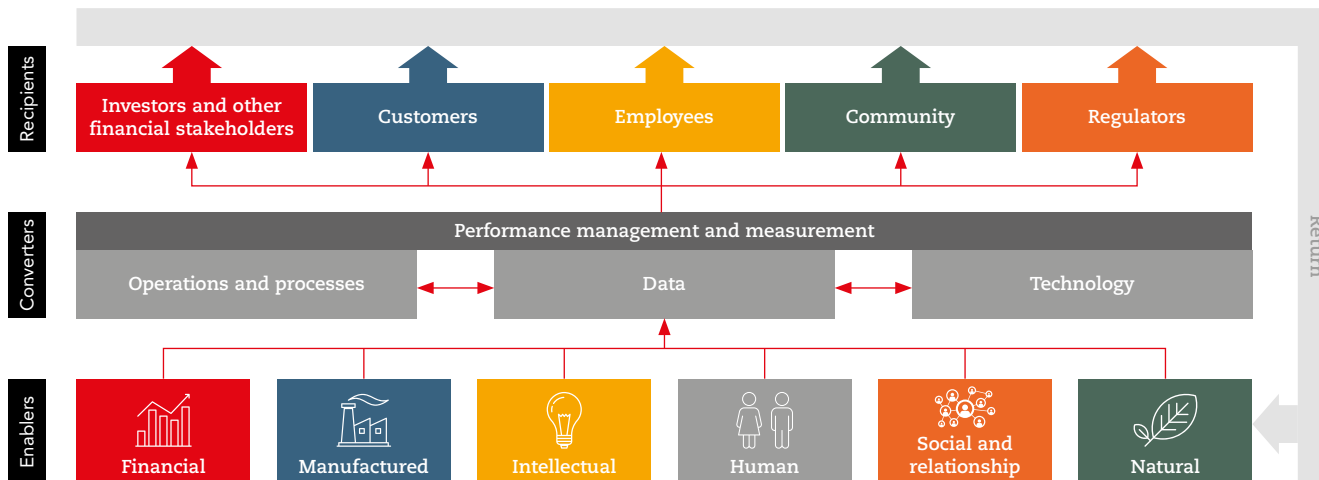 Recipients
Investors and other
financial stakeholders
Customers
Employees
Community
Regulators
Converters
Performance management and measurement
Operations and processes
Data
Technology
Return
Enablers
Financial
Manufactured
Intellectual
Human
Social and
relationship
Natural